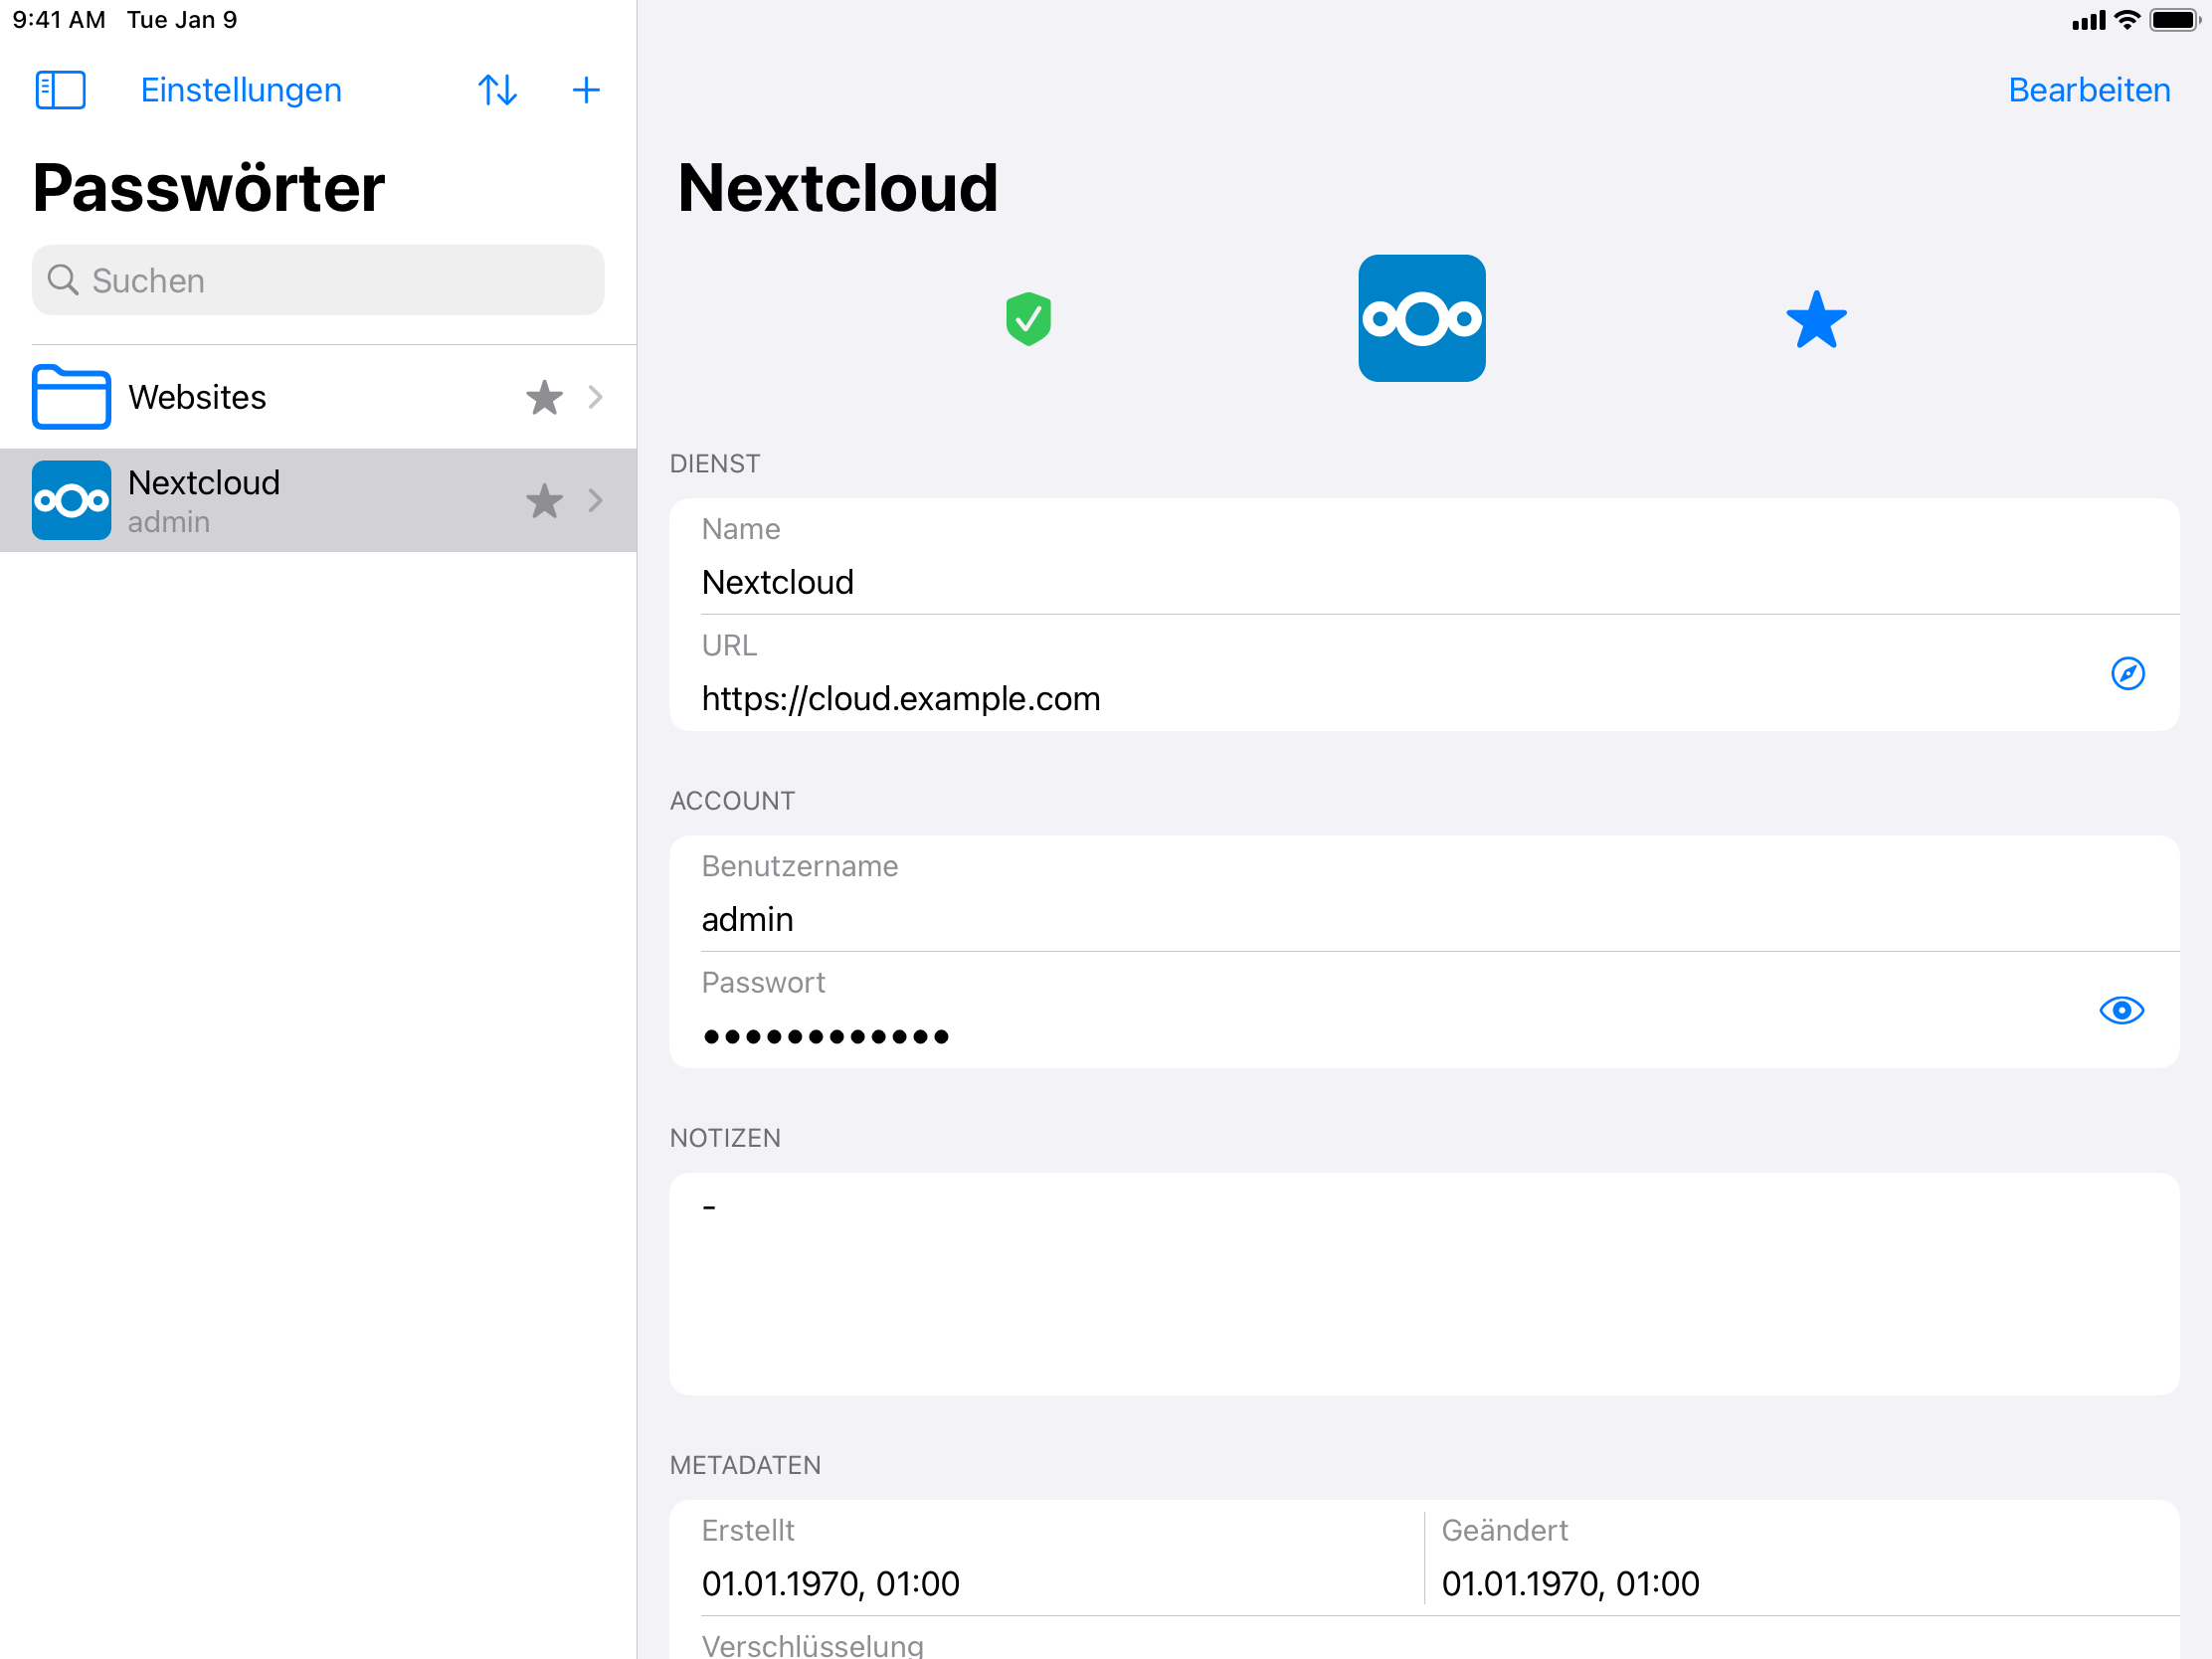 9:41 AM Tue Jan 9
Einstellungen
Passwörter
Suchen
Websites
Nextcloud
admin
Bearbeiten
Nextcloud
DIENST
Name
Nextcloud
URL
https://cloud.example.com
ACCOUNT
Benutzername
admin
Passwort
●●●●●●●●●●●●
NOTIZEN
-
METADATEN
Erstellt
01.01.1970, 01:00
Geändert
01.01.1970, 01:00
Verschlüsselung